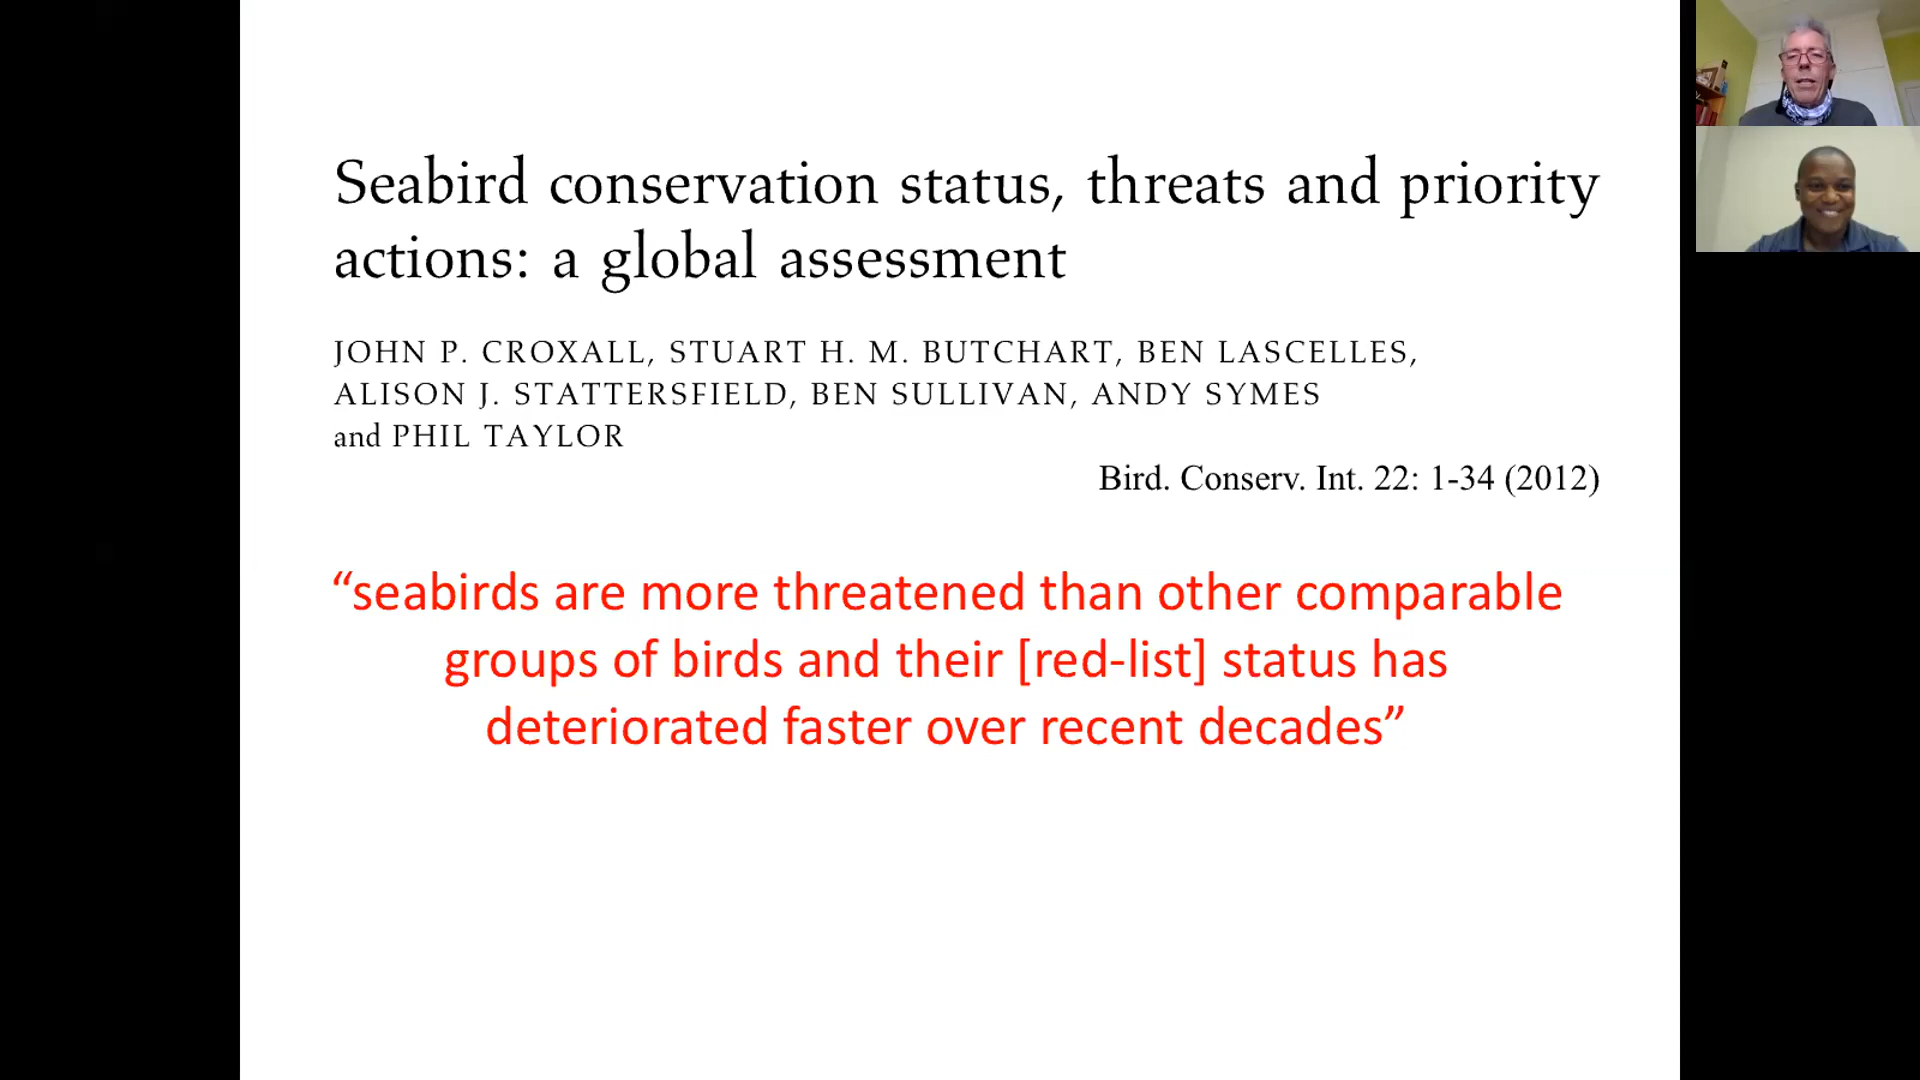 Seabird conservation status, threats and priority
actions: a global assessment
JOHN P. CROXALL, STUART H. M. BUTCHART, BEN LASCELLES,
ALISON J. STATTERSFIELD, BEN SULLIVAN, ANDY SYMES
and PHIL TAYLOR
Bird. Conserv. Int. 22: 1-34 (2012)
“seabirds are more threatened than other comparable
groups of birds and their [red-list] status has
deteriorated faster over recent decades”